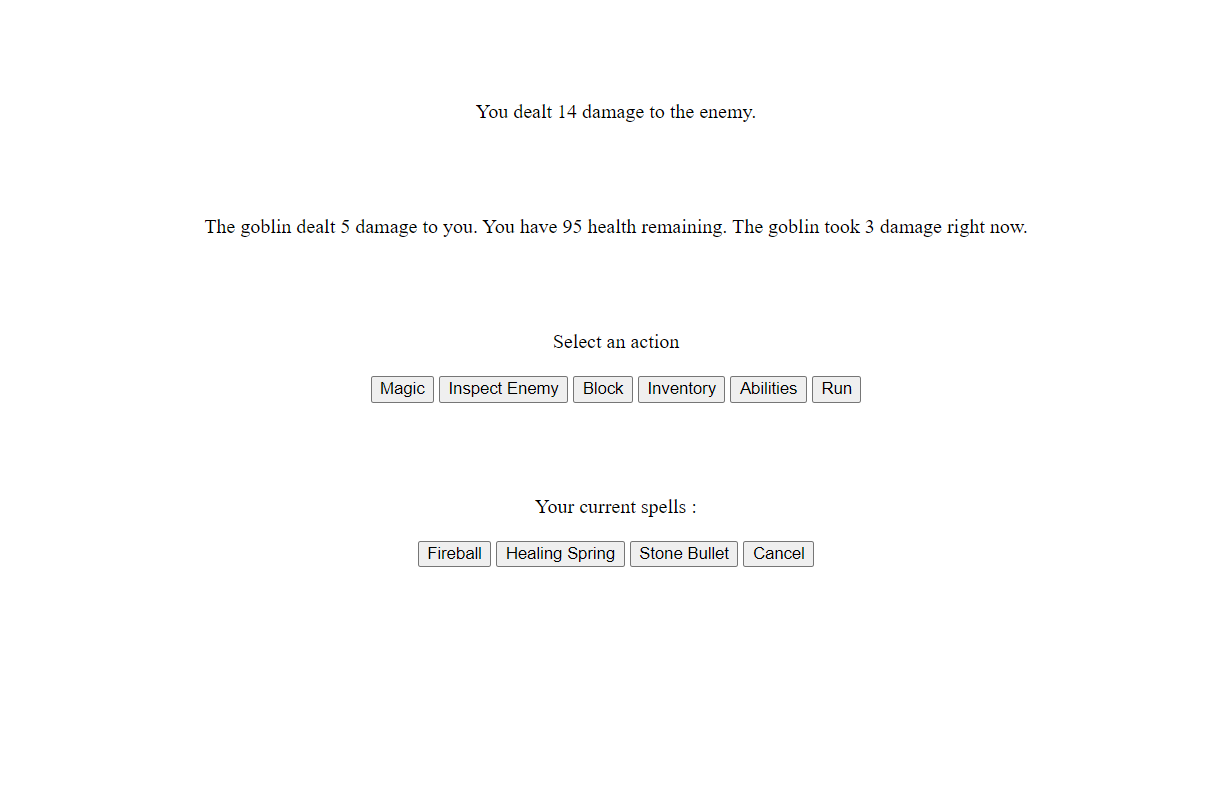 You dealt 14 damage to the enemy.
The goblin dealt 5 damage to you. You have 95 health remaining. The goblin took 3 damage right now.
Select an action
Magic Inspect Enemy Block Inventory Abilities Run
Your current spells :
Fireball Healing Spring Stone Bullet Cancel